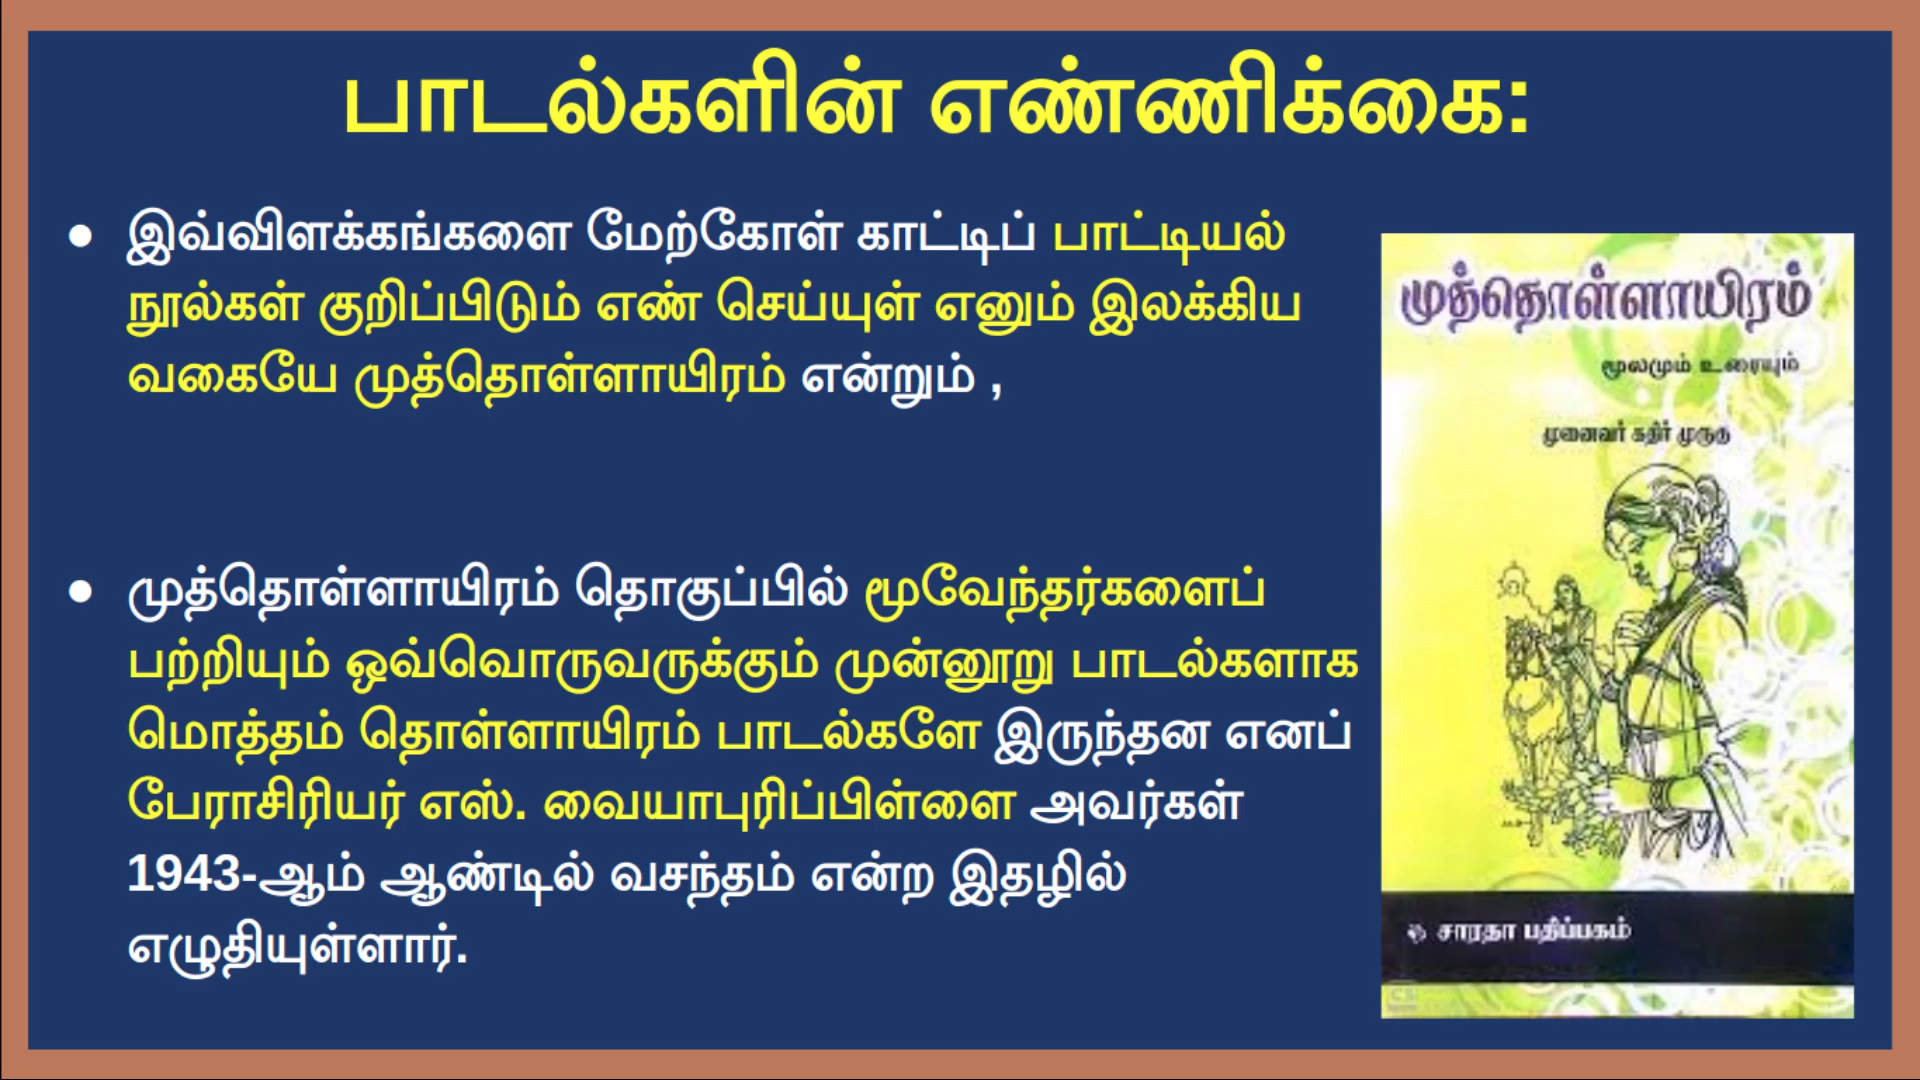 பாடல்களின் எண்ணிக்கை:
● இவ்விளக்கங்களை மேற்கோள் காட்டிப் பாட்டியல்
நூல்கள் குறிப்பிடும் எண் செய்யுள் எனும் இலக்கிய
வகையே முத்தொள்ளாயிரம் என்றும் ,
● முத்தொள்ளாயிரம் தொகுப்பில் மூவேந்தர்களைப்
பற்றியும் ஒவ்வொருவருக்கும் முன்னூறு பாடல்களாக
மொத்தம் தொள்ளாயிரம் பாடல்களே இருந்தன எனப்
பேராசிரியர் எஸ். வையாபுரிப்பிள்ளை அவர்கள்
1943-ஆம் ஆண்டில் வசந்தம் என்ற இதழில்
எழுதியுள்ளார்.
முத்தொள்ளாயிரம்
மூலமும் உரையும்
முனைவர் கதிர் முருகு
சாரதா பதிப்பகம்